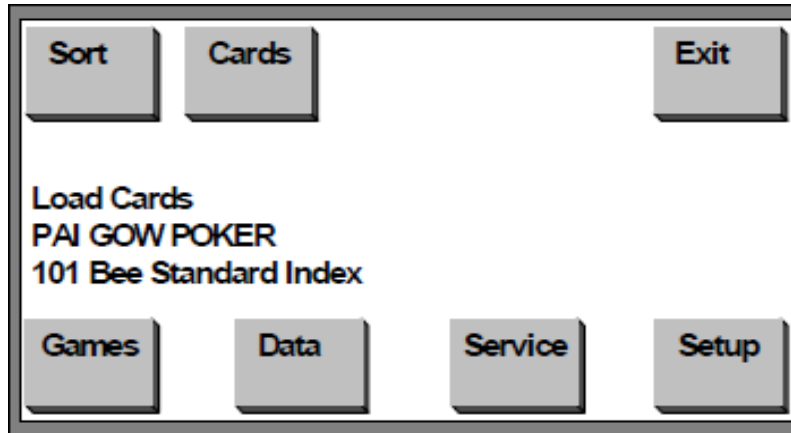 Sort Cards Exit
Load Cards
PAI GOW POKER
101 Bee Standard Index
Games Data Service Setup